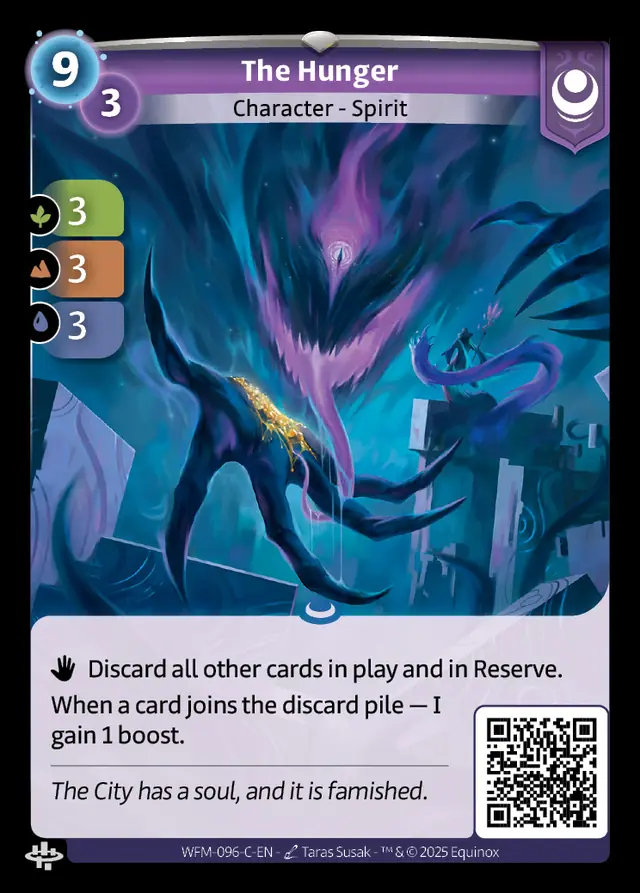 9
The Hunger
3
Character - Spirit
3
3
3
Discard all other cards in play and in Reserve.
When a card joins the discard pile — I
gain 1 boost.
The City has a soul, and it is famished.
WFM-096-C-EN - Taras Susak - ™ & © 2025 Equinox